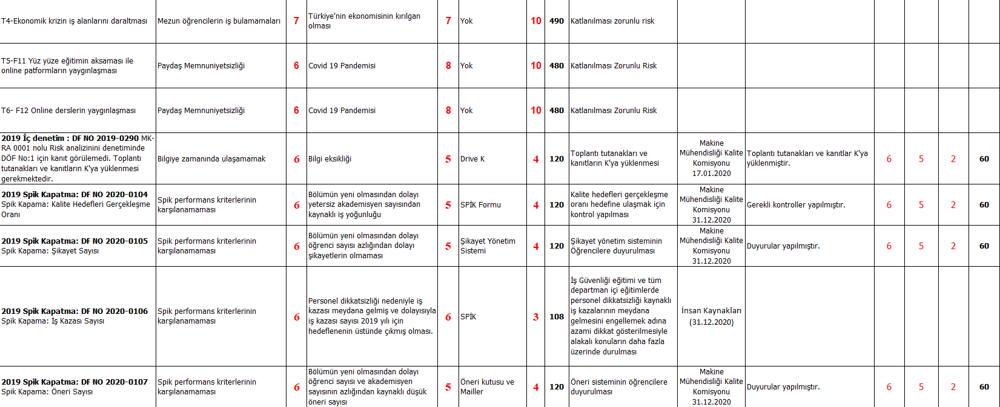 T4-Ekonomik krizin iş alanlarını daraltması
Mezun öğrencilerin iş bulamamaları
7
Türkiye'nin ekonomisinin kırılgan
olması
7
Yok
10
490
Katlanılması zorunlu risk
T5-F11 Yüz yüze eğitimin aksaması ile
online patformların yaygınlaşması
Paydaş Memnuniyetsizliği
6
Covid 19 Pandemisi
8
Yok
10
480
Katlanılması Zorunlu Risk
T6- F12 Online derslerin yaygınlaşması
Paydaş Memnuniyetsizliği
6
Covid 19 Pandemisi
8
Yok
10
480
Katlanılması Zorunlu Risk
2019 İç denetim : DF NO 2019-0290 MK-
RA 0001 nolu Risk analizinini denetiminde
DÖF No:1 için kanıt görülemedi. Toplantı
tutanakları ve kanıtların K'ya yüklenmesi
gerekmektedir.
Bilgiye zamanında ulaşamamak
6
Bilgi eksikliği
5
Drive K
4
120
Toplantı tutanakları ve
kanıtların K'ya yüklenmesi
Makine
Mühendisliği Kalite
Komisyonu
17.01.2020
Toplantı tutanakları ve kanıtlar K'ya
yüklenmiştir.
6
5
2
60
2019 Spik Kapatma: DF NO 2020-0104
Spik Kapama: Kalite Hedefleri Gerçekleşme
Oranı
Spik performans kriterlerinin
karşılanamaması
6
Bölümün yeni olmasından dolayı
yetersiz akademisyen sayısından
kaynaklı iş yoğunluğu
5
SPİK Formu
4
120
Kalite hedefleri gerçekleşme
oranı hedefine ulaşmak için
kontrol yapılması
Makine
Mühendisliği Kalite
Komisyonu
31.12.2020
Gerekli kontroller yapılmıştır.
6
5
2
60
2019 Spik Kapatma: DF NO 2020-0105
Spik Kapama: Şikayet Sayısı
Spik performans kriterlerinin
karşılanamaması
6
Bölümün yeni olmasından dolayı
öğrenci sayısı azlığından dolayı
şikayetlerin olmaması
5
Şikayet Yönetim
Sistemi
4
120
Şikayet yönetim sisteminin
Öğrencilere duyurulması
Makine
Mühendisliği Kalite
Komisyonu
31.12.2020
Duyurular yapılmıştır.
6
5
2
60
2019 Spik Kapatma: DF NO 2020-0106
Spik Kapama: İş Kazası Sayısı
Spik performans kriterlerinin
karşılanamaması
6
Personel dikkatsizliği nedeniyle iş
kazası meydana gelmiş ve dolayısıyla
iş kazası sayısı 2019 yılı için
hedeflenenin üstünde çıkmış olması.
6
SPİK
3
108
İş Güvenliği eğitimi ve tüm
departman içi eğitimlerde
personel dikkatsizliği kaynaklı
iş kazalarının meydana
gelmesini engellemek adına
azami dikkat gösterilmesiyle
alakalı konuların daha fazla
üzerinde durulması
İnsan Kaynakları
(31.12.2020)
2019 Spik Kapatma: DF NO 2020-0107
Spik Kapama: Öneri Sayısı
Spik performans kriterlerinin
karşılanamaması
6
Bölümün yeni olmasından dolayı
öğrenci sayısı ve akademisyen
sayısının azlığından kaynaklı düşük
öneri sayısı
5
Öneri kutusu ve
Mailler
4
120
Öneri sisteminin öğrencilere
duyurulması
Makine
Mühendisliği Kalite
Komisyonu
31.12.2020
Duyurular yapılmıştır.
6
5
2
60